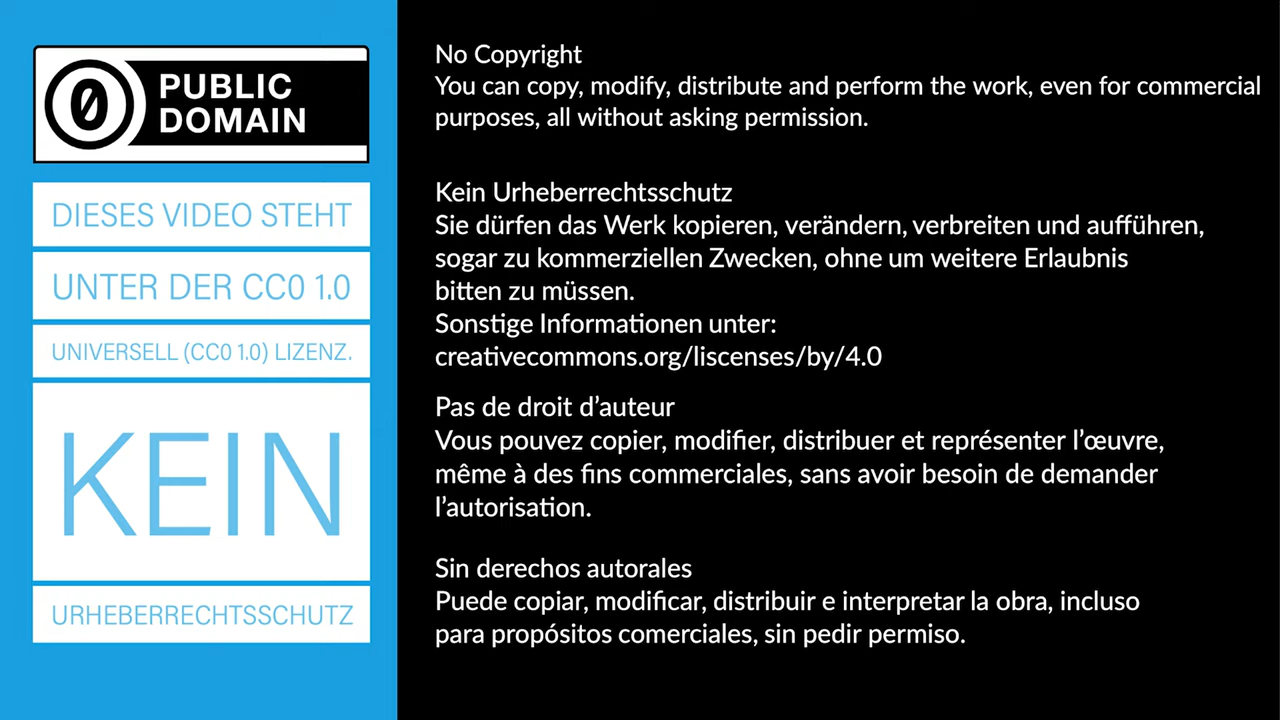 PUBLIC
DOMAIN
DIESES VIDEO STEHT
UNTER DER CC0 1.0
UNIVERSELL (CC0 1.0) LIZENZ.
KEIN
URHEBERRECHTSSCHUTZ
No Copyright
You can copy, modify, distribute and perform the work, even for commercial
purposes, all without asking permission.
Kein Urheberrechtsschutz
Sie dürfen das Werk kopieren, verändern, verbreiten und aufführen,
sogar zu kommerziellen Zwecken, ohne um weitere Erlaubnis
bitten zu müssen.
Sonstige Informationen unter:
creativecommons.org/liscenses/by/4.0
Pas de droit d’auteur
Vous pouvez copier, modifier, distribuer et représenter l’œuvre,
même à des fins commerciales, sans avoir besoin de demander
l’autorisation.
Sin derechos autorales
Puede copiar, modificar, distribuir e interpretar la obra, incluso
para propósitos comerciales, sin pedir permiso.